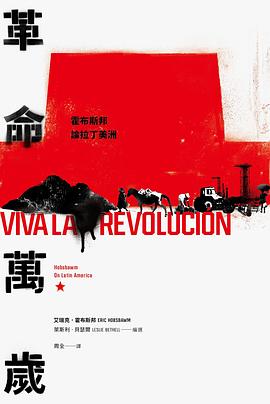 革命萬歲
霍布斯邦
論拉丁美洲
VIVA LA REVOLUCIÓN
Hobsbawm
On Latin America
艾瑞克・霍布斯邦 ERIC HOBSBAWM
萊斯利・貝瑟爾 LESLIE BETHELL——編選
周全——譯